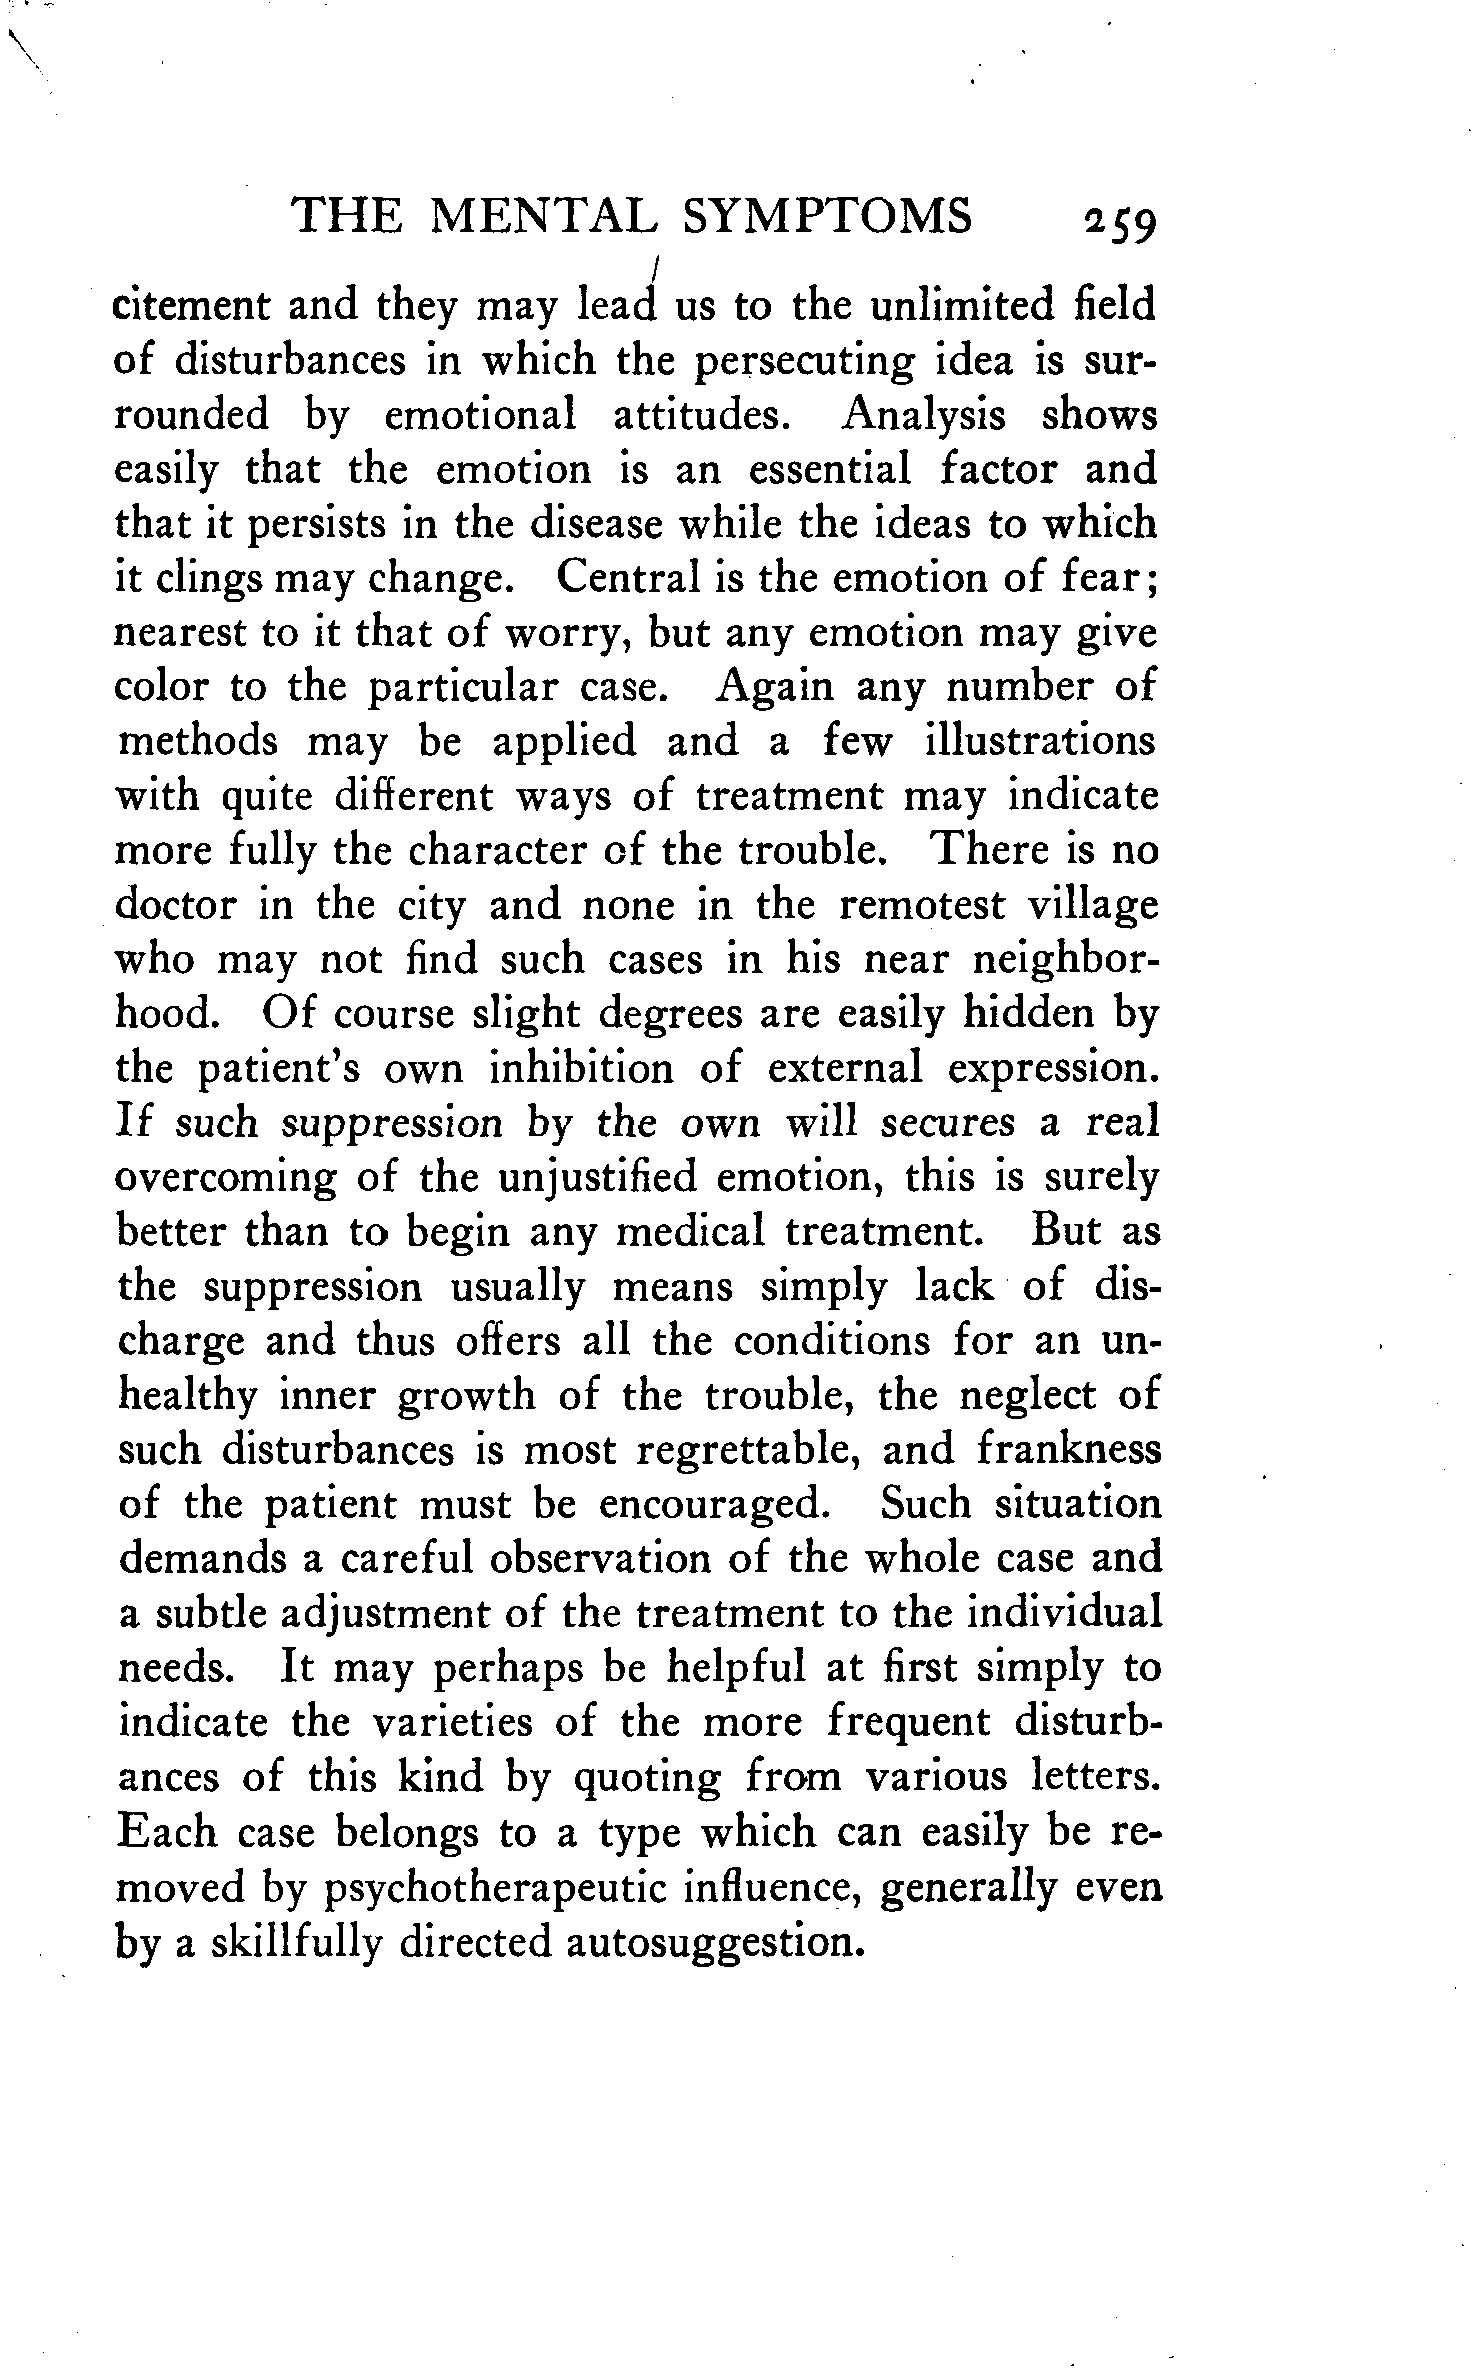 THE MENTAL SYMPTOMS 259
citement and they may lead us to the unlimited field
of disturbances in which the persecuting idea is sur-
rounded by emotional attitudes. Analysis shows
easily that the emotion is an essential factor and
that it persists in the disease while the ideas to which
it clings may change. Central is the emotion of fear;
nearest to it that of worry, but any emotion may give
color to the particular case. Again any number of
methods may be applied and a few illustrations
with quite different ways of treatment may indicate
more fully the character of the trouble. There is no
doctor in the city and none in the remotest village
who may not find such cases in his near neighbor-
hood. Of course slight degrees are easily hidden by
the patient's own inhibition of external expression.
If such suppression by the own will secures a real
overcoming of the unjustified emotion, this is surely
better than to begin any medical treatment. But as
the suppression usually means simply lack of dis-
charge and thus offers all the conditions for an un-
healthy inner growth of the trouble, the neglect of
such disturbances is most regrettable, and frankness
of the patient must be encouraged. Such situation
demands a careful observation of the whole case and
a subtle adjustment of the treatment to the individual
needs. It may perhaps be helpful at first simply to
indicate the varieties of the more frequent disturb-
ances of this kind by quoting from various letters.
Each case belongs to a type which can easily be re-
moved by psychotherapeutic influence, generally even
by a skillfully directed autosuggestion.